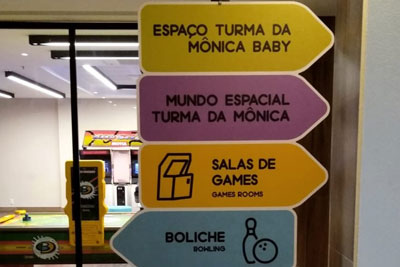 ESPAÇO TURMA DA
MÔNICA BABY
MUNDO ESPACIAL
TURMA DA MÔNICA
SALAS DE
GAMES
GAMES ROOMS
BOLICHE
BOWLING